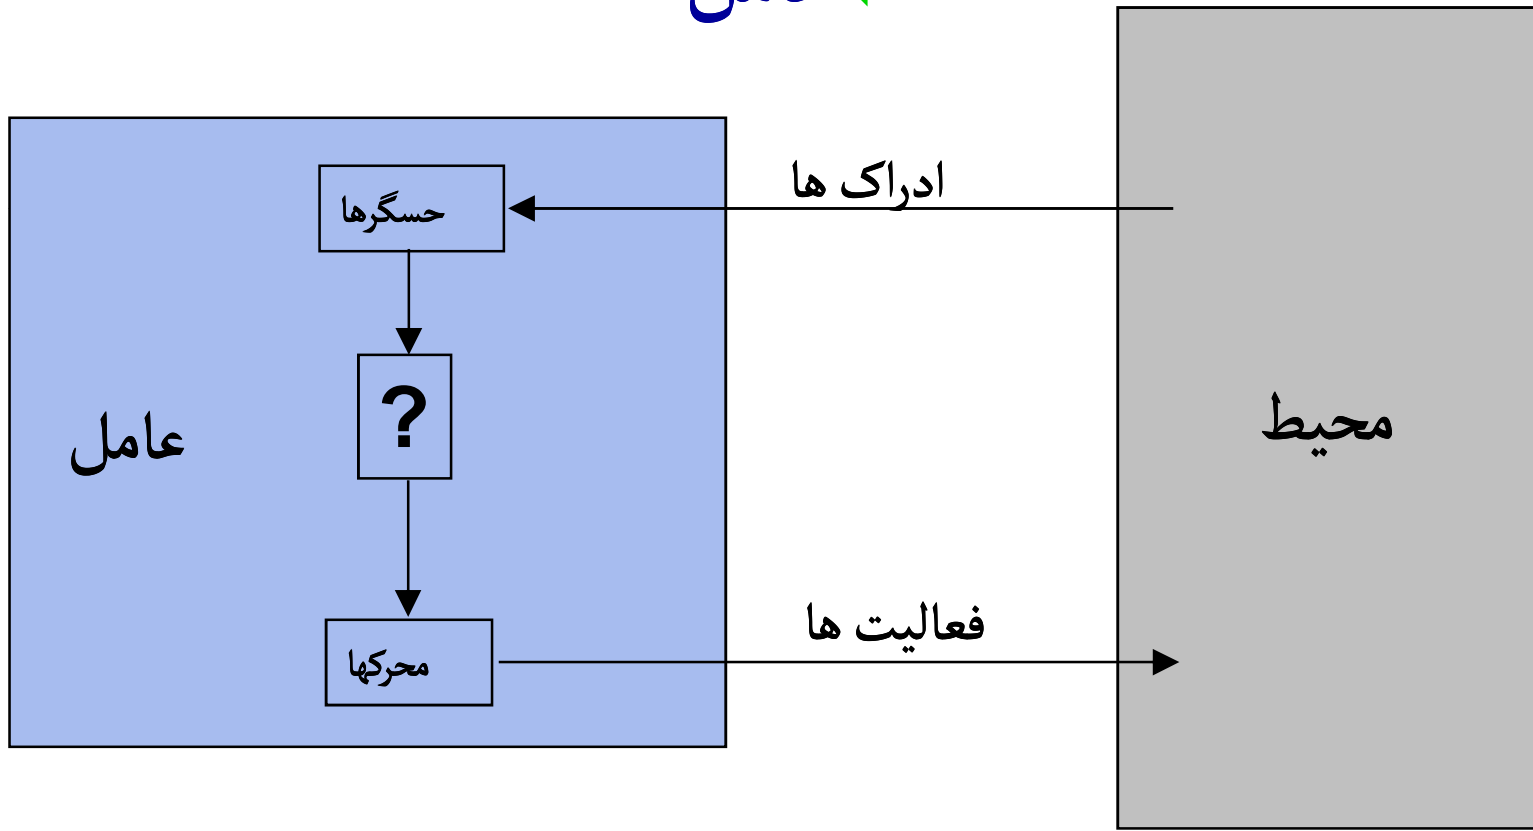 ادراک ها
حسگرها
?
عامل
محیط
فعالیت ها
محرکها